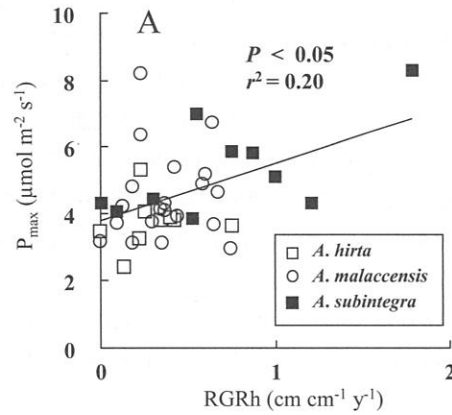 A
P < 0.05
r² = 0.20
10
8
6
4
2
0
Pmax (µmol m⁻² s⁻¹)
A. hirta
A. malaccensis
A. subintegra
0
1
2
RGRh (cm cm⁻¹ y⁻¹)